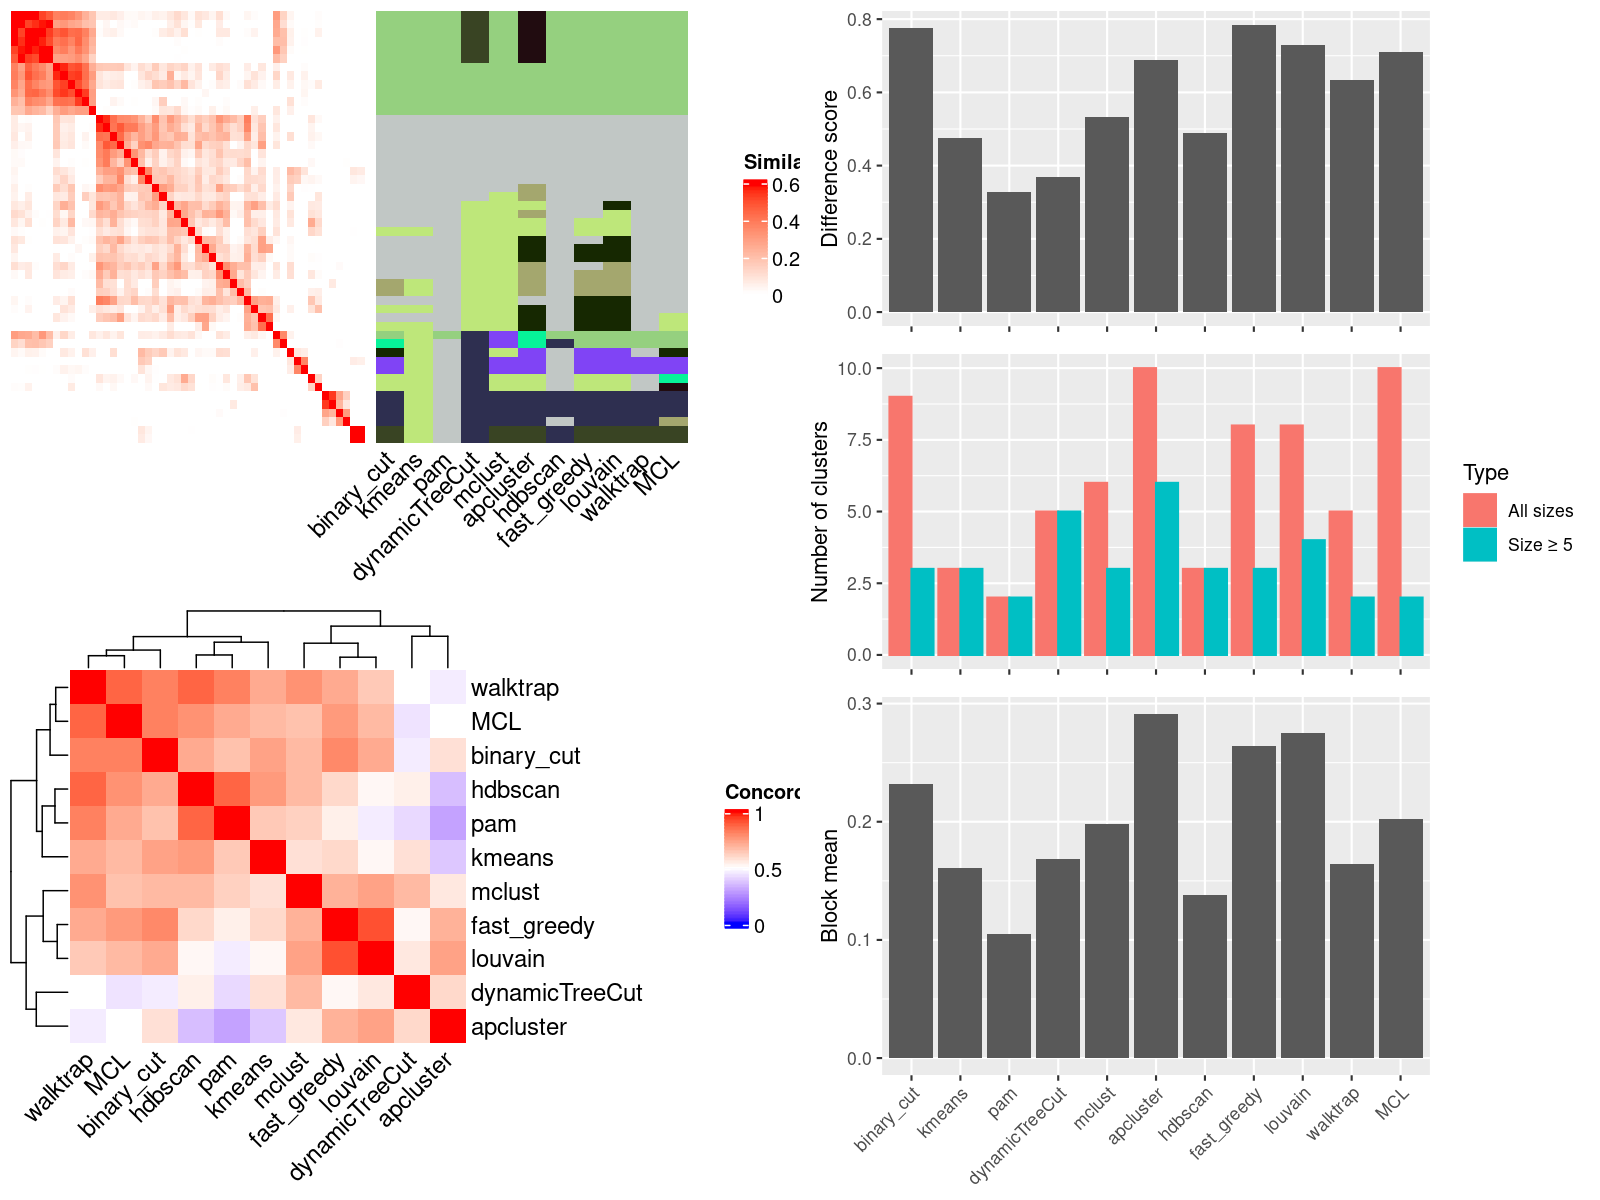 Simila
0.6
0.4
0.2
0
binary_cut
kmeans
pam
dynamicTreeCut
mclust
apcluster
hdbscan
fast_greedy
louvain
walktrap
MCL
walktrap
MCL
binary_cut
hdbscan
pam
kmeans
mclust
fast_greedy
louvain
dynamicTreeCut
apcluster
Concord
1
0.5
0
walktrap
MCL
binary_cut
hdbscan
pam
kmeans
mclust
fast_greedy
louvain
dynamicTreeCut
apcluster
Difference score
0.8
0.6
0.4
0.2
0.0
Number of clusters
10.0
7.5
5.0
2.5
0.0
Type
All sizes
Size ≥ 5
Block mean
0.3
0.2
0.1
0.0
binary_cut
kmeans
pam
dynamicTreeCut
mclust
apcluster
hdbscan
fast_greedy
louvain
walktrap
MCL